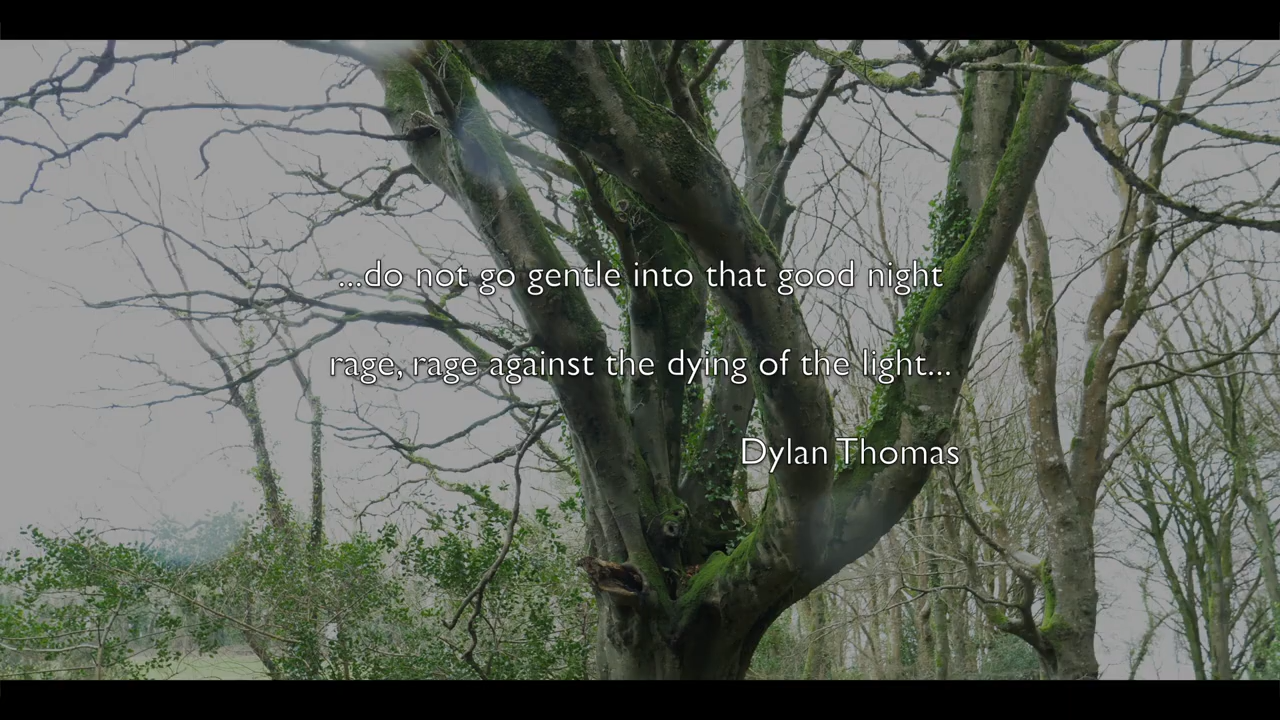 ...do not go gentle into that good night
rage, rage against the dying of the light...
Dylan Thomas